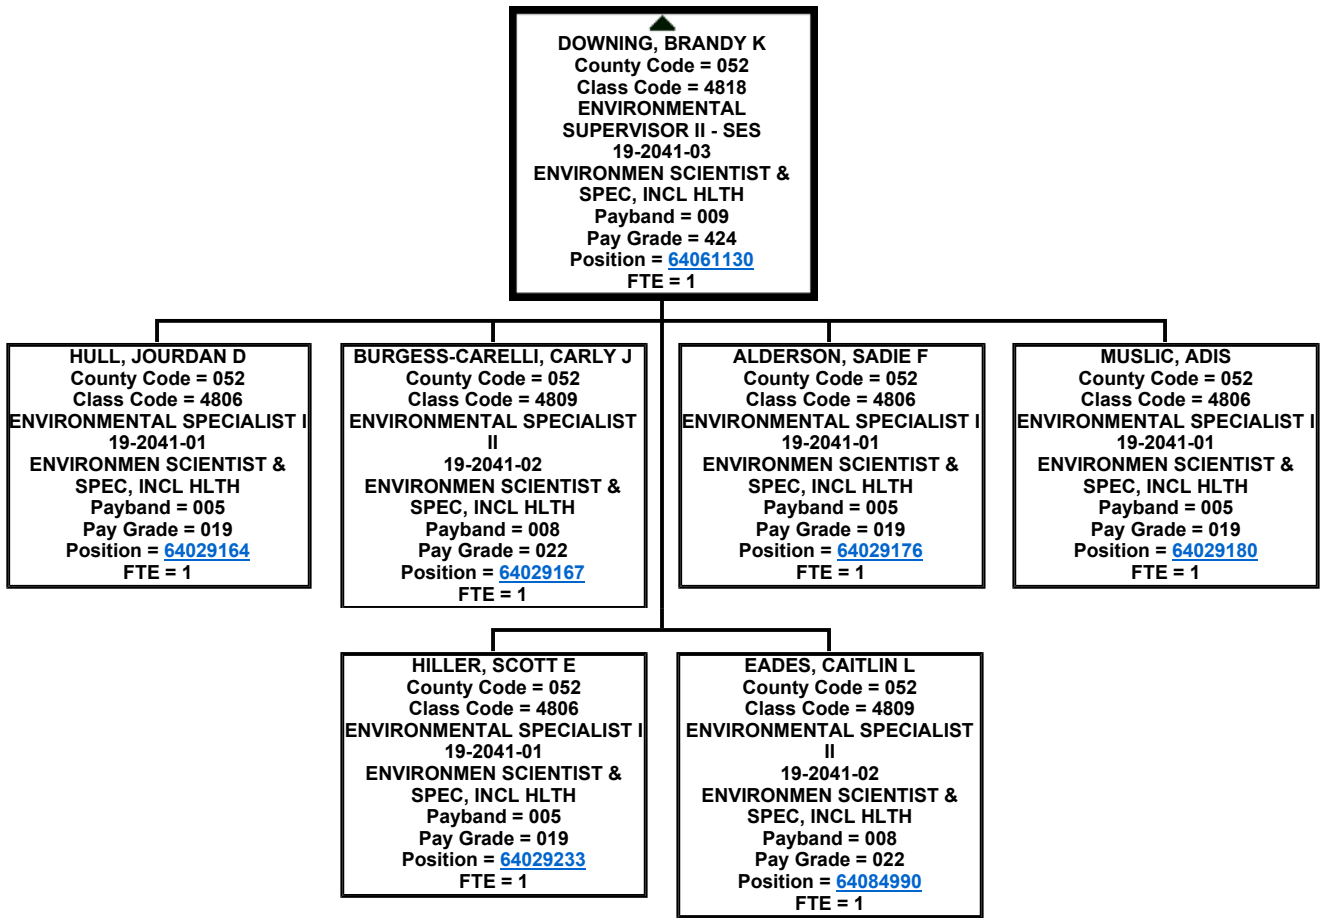 DOWNING, BRANDY K
County Code = 052
Class Code = 4818
ENVIRONMENTAL
SUPERVISOR II - SES
19-2041-03
ENVIRONMEN SCIENTIST &
SPEC, INCL HLTH
Payband = 009
Pay Grade = 424
Position = 64061130
FTE = 1
HULL, JOURDAN D
County Code = 052
Class Code = 4806
ENVIRONMENTAL SPECIALIST I
19-2041-01
ENVIRONMEN SCIENTIST &
SPEC, INCL HLTH
Payband = 005
Pay Grade = 019
Position = 64029164
FTE = 1
BURGESS-CARELLI, CARLY J
County Code = 052
Class Code = 4809
ENVIRONMENTAL SPECIALIST
II
19-2041-02
ENVIRONMEN SCIENTIST &
SPEC, INCL HLTH
Payband = 008
Pay Grade = 022
Position = 64029167
FTE = 1
ALDERSON, SADIE F
County Code = 052
Class Code = 4806
ENVIRONMENTAL SPECIALIST I
19-2041-01
ENVIRONMEN SCIENTIST &
SPEC, INCL HLTH
Payband = 005
Pay Grade = 019
Position = 64029176
FTE = 1
MUSLIC, ADIS
County Code = 052
Class Code = 4806
ENVIRONMENTAL SPECIALIST I
19-2041-01
ENVIRONMEN SCIENTIST &
SPEC, INCL HLTH
Payband = 005
Pay Grade = 019
Position = 64029180
FTE = 1
HILLER, SCOTT E
County Code = 052
Class Code = 4806
ENVIRONMENTAL SPECIALIST I
19-2041-01
ENVIRONMEN SCIENTIST &
SPEC, INCL HLTH
Payband = 005
Pay Grade = 019
Position = 64029233
FTE = 1
EADES, CAITLIN L
County Code = 052
Class Code = 4809
ENVIRONMENTAL SPECIALIST
II
19-2041-02
ENVIRONMEN SCIENTIST &
SPEC, INCL HLTH
Payband = 008
Pay Grade = 022
Position = 64084990
FTE = 1